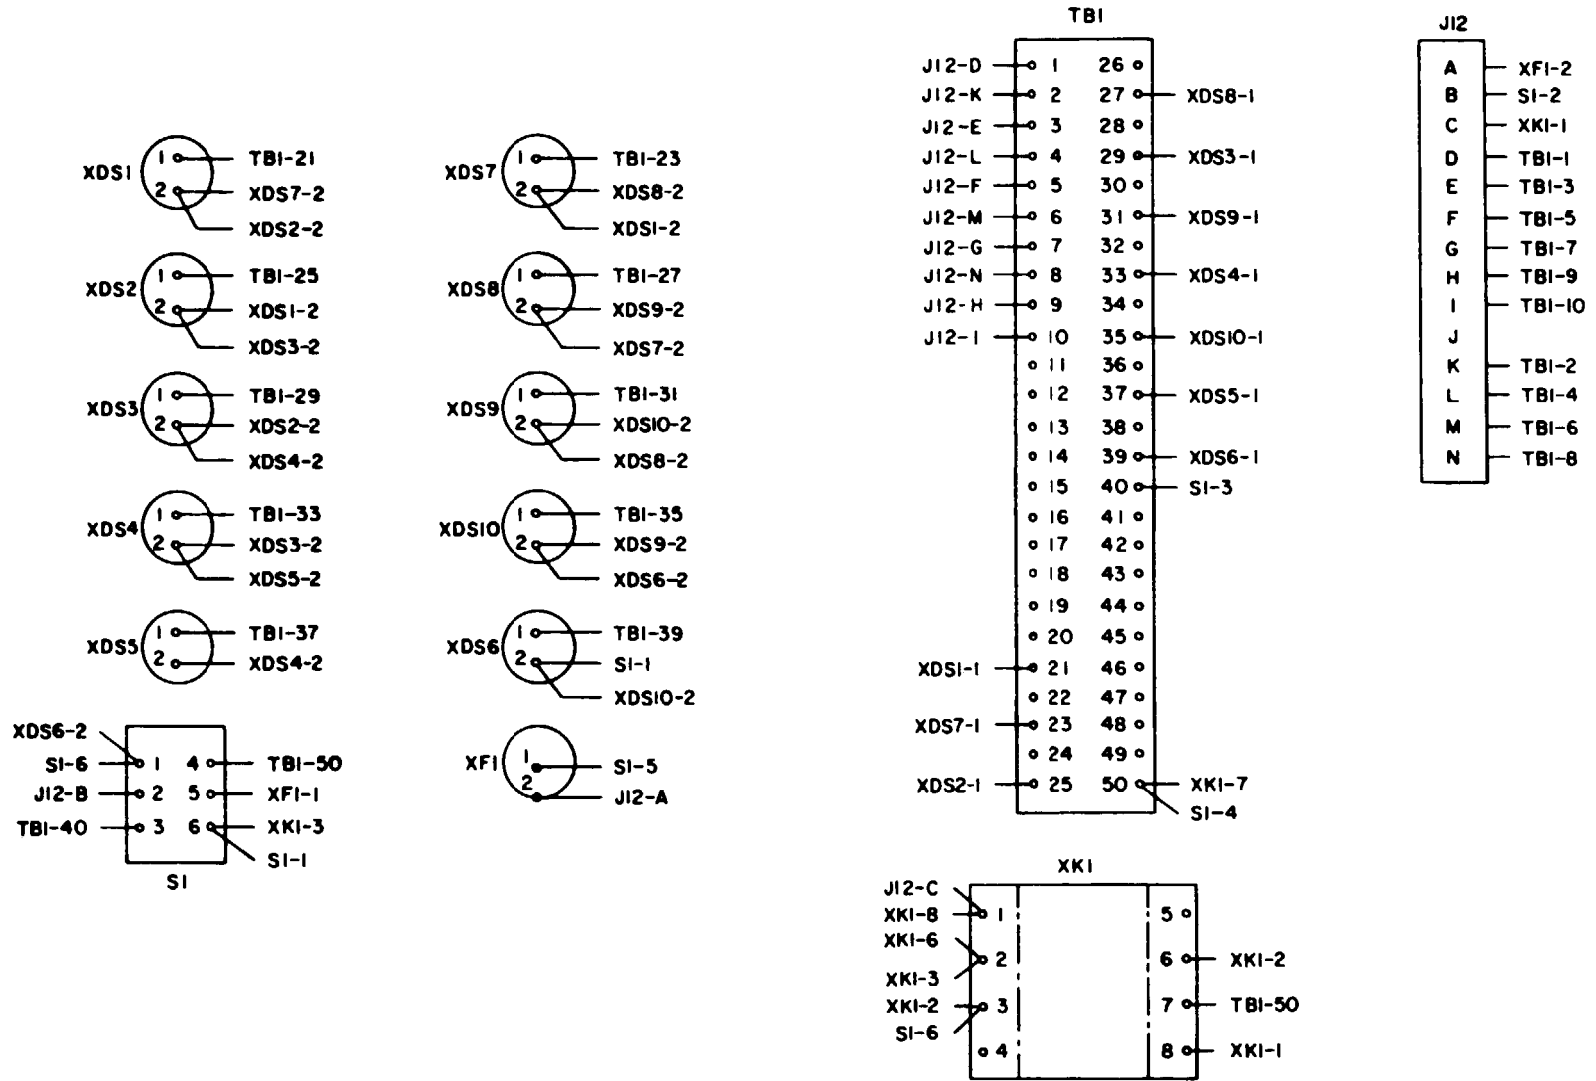 XDS1
1 TB1-21
2 XDS7-2
XDS2-2
XDS2
1 TB1-25
2 XDS1-2
XDS3-2
XDS3
1 TB1-29
2 XDS2-2
XDS4-2
XDS4
1 TB1-33
2 XDS3-2
XDS5-2
XDS5
1 TB1-37
2 XDS4-2
XDS7
1 TB1-23
2 XDS8-2
XDS1-2
XDS8
1 TB1-27
2 XDS9-2
XDS7-2
XDS9
1 TB1-31
2 XDS10-2
XDS8-2
XDS10
1 TB1-35
2 XDS9-2
XDS6-2
XDS6
1 TB1-39
2 S1-1
XDS10-2
XDS6-2
S1-6 1 4 TB1-50
J12-B 2 5 XF1-1
TB1-40 3 6 XK1-3
S1-1
S1
XF1
1 S1-5
2 J12-A
TB1
J12-D 1 26
J12-K 2 27 XDS8-1
J12-E 3 28
J12-L 4 29 XDS3-1
J12-F 5 30
J12-M 6 31 XDS9-1
J12-G 7 32
J12-N 8 33 XDS4-1
J12-H 9 34
J12-I 10 35 XDS10-1
11 36
12 37 XDS5-1
13 38
14 39 XDS6-1
15 40 S1-3
16 41
17 42
18 43
19 44
20 45
XDS1-1 21 46
22 47
XDS7-1 23 48
24 49
XDS2-1 25 50 XK1-7
S1-4
J12
A XF1-2
B S1-2
C XK1-1
D TB1-1
E TB1-3
F TB1-5
G TB1-7
H TB1-9
I TB1-10
J
K TB1-2
L TB1-4
M TB1-6
N TB1-8
XK1
J12-C
XK1-8 1 5
XK1-6
2 6 XK1-2
XK1-3
XK1-2 3 7 TB1-50
S1-6
4 8 XK1-1